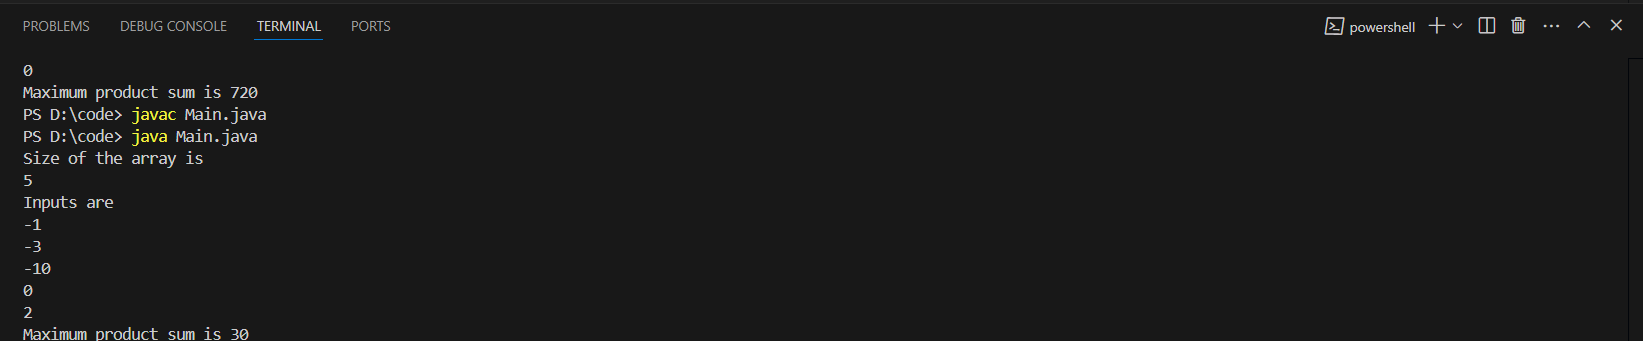 PROBLEMS DEBUG CONSOLE TERMINAL PORTS powershell
0
Maximum product sum is 720
PS D:\code> javac Main.java
PS D:\code> java Main.java
Size of the array is
5
Inputs are
-1
-3
-10
0
2
Maximum product sum is 30